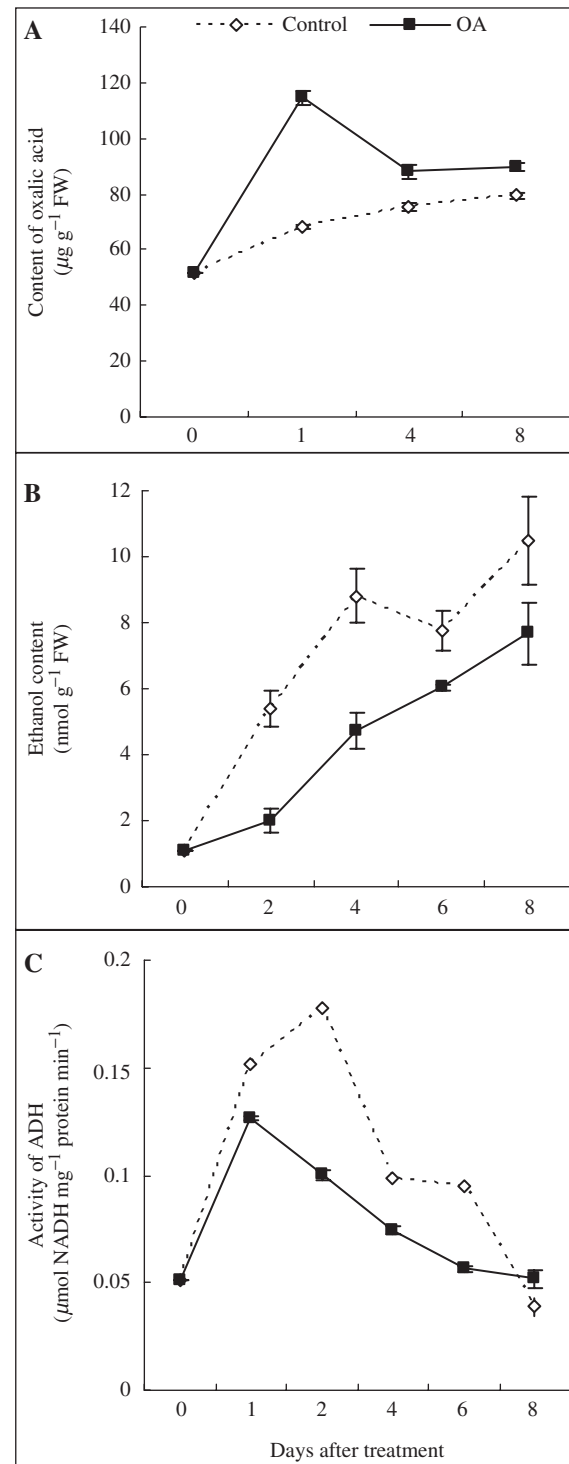 A
Control
OA
140
120
100
80
60
40
20
0
Content of oxalic acid
(µg g⁻¹ FW)
0 1 4 8
B
12
10
8
6
4
2
0
Ethanol content
(nmol g⁻¹ FW)
0 2 4 6 8
C
0.2
0.15
0.1
0.05
0
Activity of ADH
(µmol NADH mg⁻¹ protein min⁻¹)
0 1 2 4 6 8
Days after treatment